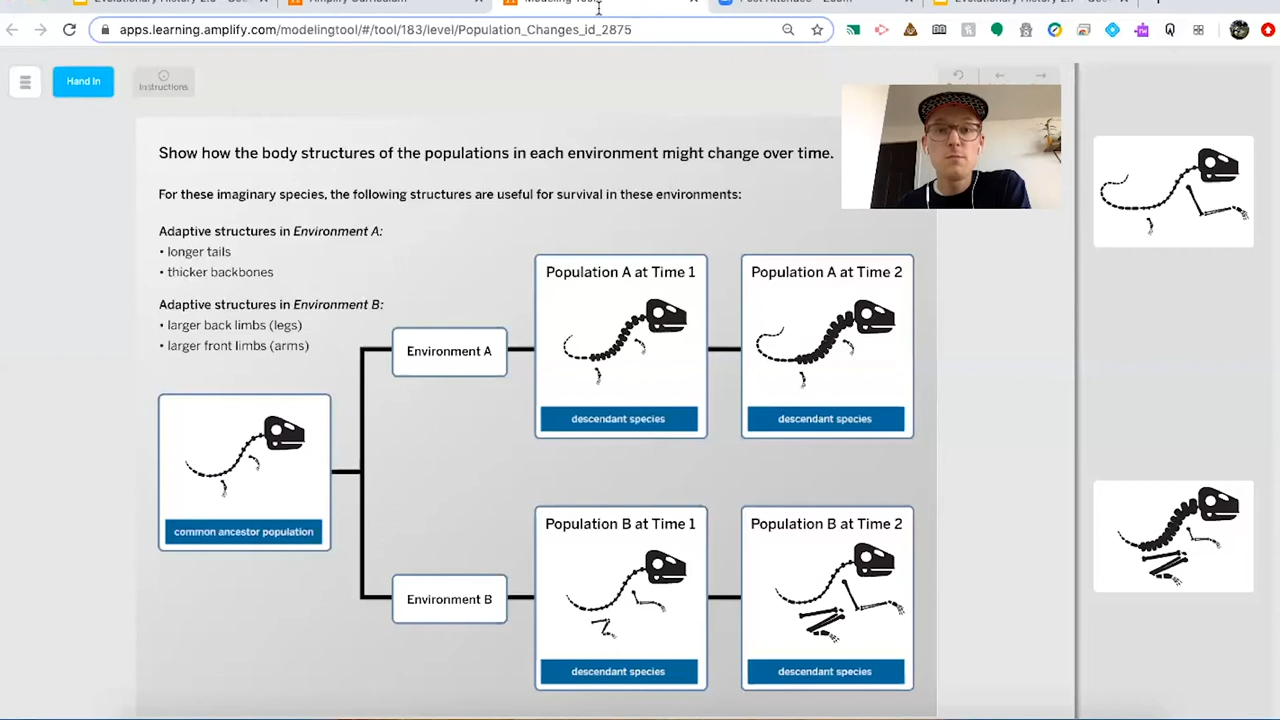 apps.learning.amplify.com/modelingtool/#/tool/183/level/Population_Changes_id_2875
Hand In
Instructions
Show how the body structures of the populations in each environment might change over time.
For these imaginary species, the following structures are useful for survival in these environments:
Adaptive structures in Environment A:
• longer tails
• thicker backbones
Adaptive structures in Environment B:
• larger back limbs (legs)
• larger front limbs (arms)
Environment A
Population A at Time 1
descendant species
Population A at Time 2
descendant species
common ancestor population
Environment B
Population B at Time 1
descendant species
Population B at Time 2
descendant species